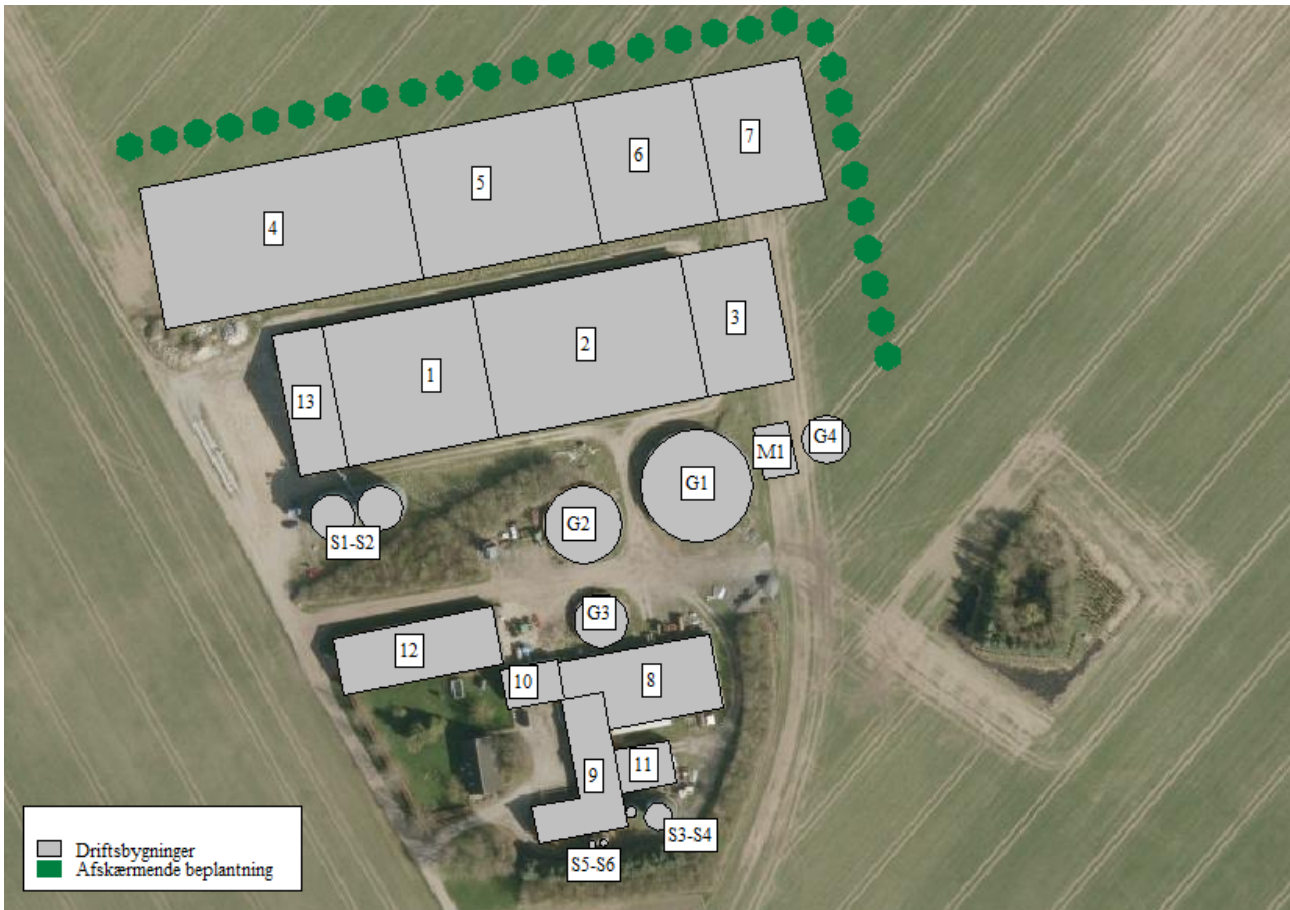 7
6
5
4
3
2
1
13
G4
M1
G1
G2
S1-S2
G3
12
8
10
11
9
S3-S4
S5-S6
Driftsbygninger
Afskærmende beplantning